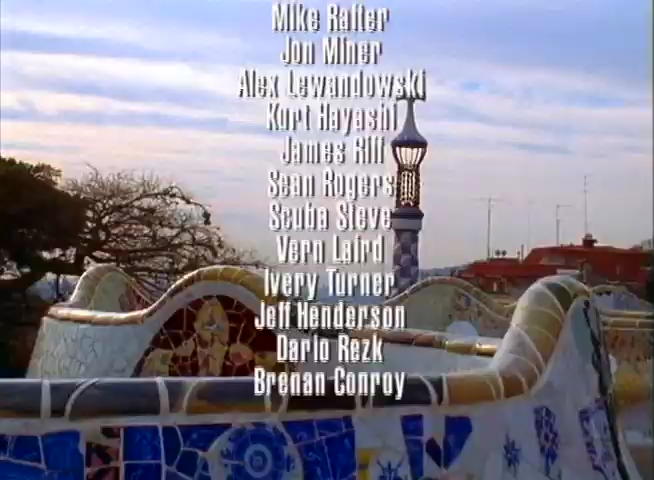 Mike Rafter
Jon Miner
Alex Lewandowski
Kurt Hayashi
James Riff
Sean Rogers
Scuba Steve
Vern Laird
Ivery Turner
Jeff Henderson
Dario Rezk
Brenan Conroy